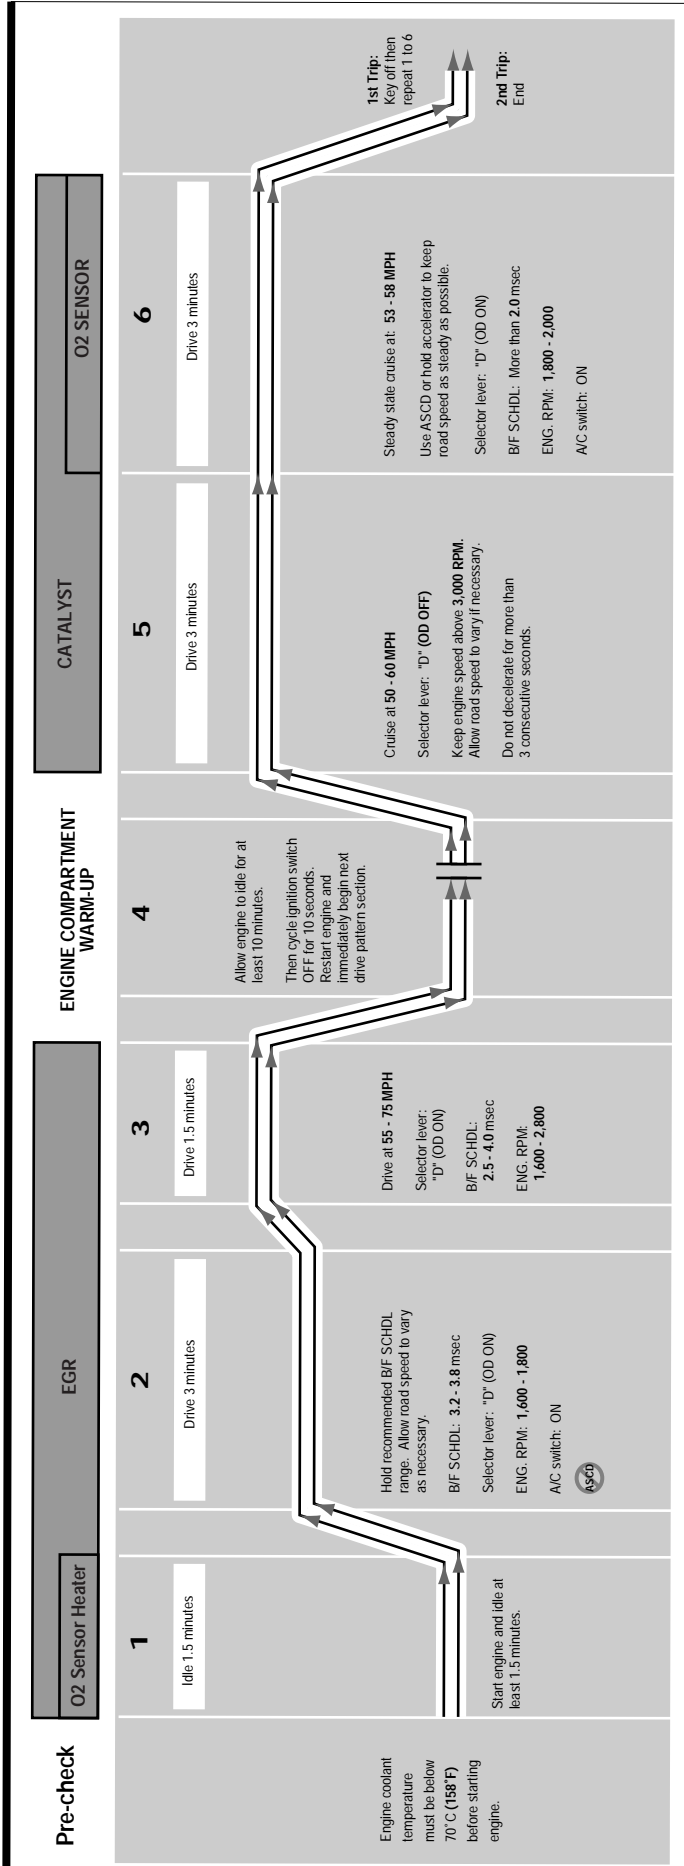 Pre-check
O2 Sensor Heater
EGR
ENGINE COMPARTMENT
WARM-UP
CATALYST
O2 SENSOR
Engine coolant
temperature
must be below
70˚C (158˚F)
before starting
engine.
1
Idle 1.5 minutes
Start engine and idle at
least 1.5 minutes.
2
Drive 3 minutes
Hold recommended B/F SCHDL
range. Allow road speed to vary
as necessary.
B/F SCHDL: 3.2 - 3.8 msec
Selector lever: "D" (OD ON)
ENG. RPM: 1,600 - 1,800
A/C switch: ON
ASCD
3
Drive 1.5 minutes
Drive at 55 - 75 MPH
Selector lever:
"D" (OD ON)
B/F SCHDL:
2.5 - 4.0 msec
ENG. RPM:
1,600 - 2,800
4
Allow engine to idle for at
least 10 minutes.
Then cycle ignition switch
OFF for 10 seconds.
Restart engine and
immediately begin next
drive pattern section.
5
Drive 3 minutes
Cruise at 50 - 60 MPH
Selector lever: "D" (OD OFF)
Keep engine speed above 3,000 RPM.
Allow road speed to vary if necessary.
Do not decelerate for more than
3 consecutive seconds.
6
Drive 3 minutes
Steady state cruise at: 53 - 58 MPH
Use ASCD or hold accelerator to keep
road speed as steady as possible.
Selector lever: "D" (OD ON)
B/F SCHDL: More than 2.0 msec
ENG. RPM: 1,800 - 2,000
A/C switch: ON
1st Trip:
Key off then
repeat 1 to 6
2nd Trip:
End